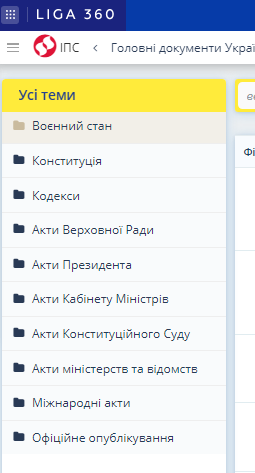 LIGA 360
ІПС < Головні документи Украї
Усі теми
Воєнний стан
Фі
Конституція
Кодекси
Акти Верховної Ради
Акти Президента
Акти Кабінету Міністрів
Акти Конституційного Суду
Акти міністерств та відомств
Міжнародні акти
Офіційне опублікування